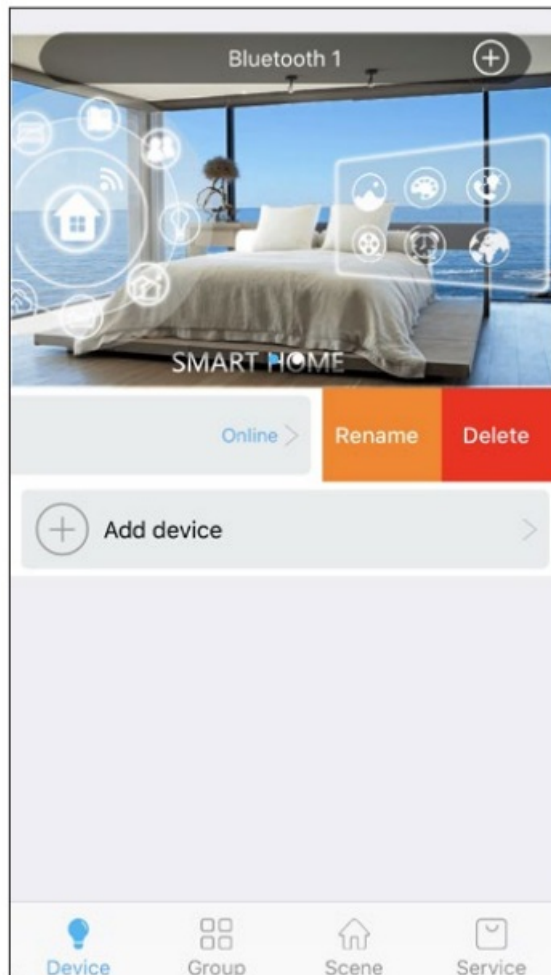 Bluetooth 1
SMART HOME
Online
Rename
Delete
Add device
Device
Group
Scene
Service